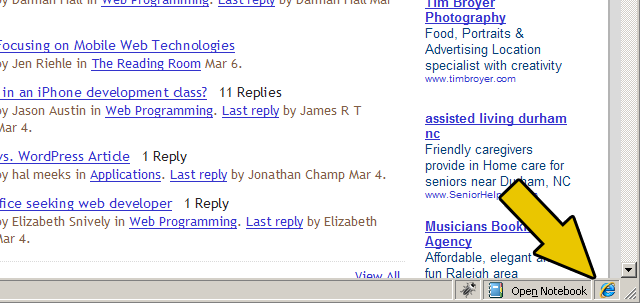 by Damian Hall in Web Programming. Last reply by Damian Hall Mar
Focusing on Mobile Web Technologies
by Jen Riehle in The Reading Room Mar 6.
in an iPhone development class? 11 Replies
by Jason Austin in Web Programming. Last reply by James R T
Mar 4.
vs. WordPress Article 1 Reply
by hal meeks in Applications. Last reply by Jonathan Champ Mar 4.
fice seeking web developer 1 Reply
by Elizabeth Snively in Web Programming. Last reply by Elizabeth
Mar 4.
View All
Tim Broyer
Photography
Food, Portraits &
Advertising Location
specialist with creativity
www.timbroyer.com
assisted living durham
nc
Friendly caregivers
provide in Home care for
seniors near Durham, NC
www.SeniorHelp
Musicians Booking
Agency
Affordable, elegant a
fun Raleigh area
Open Notebook